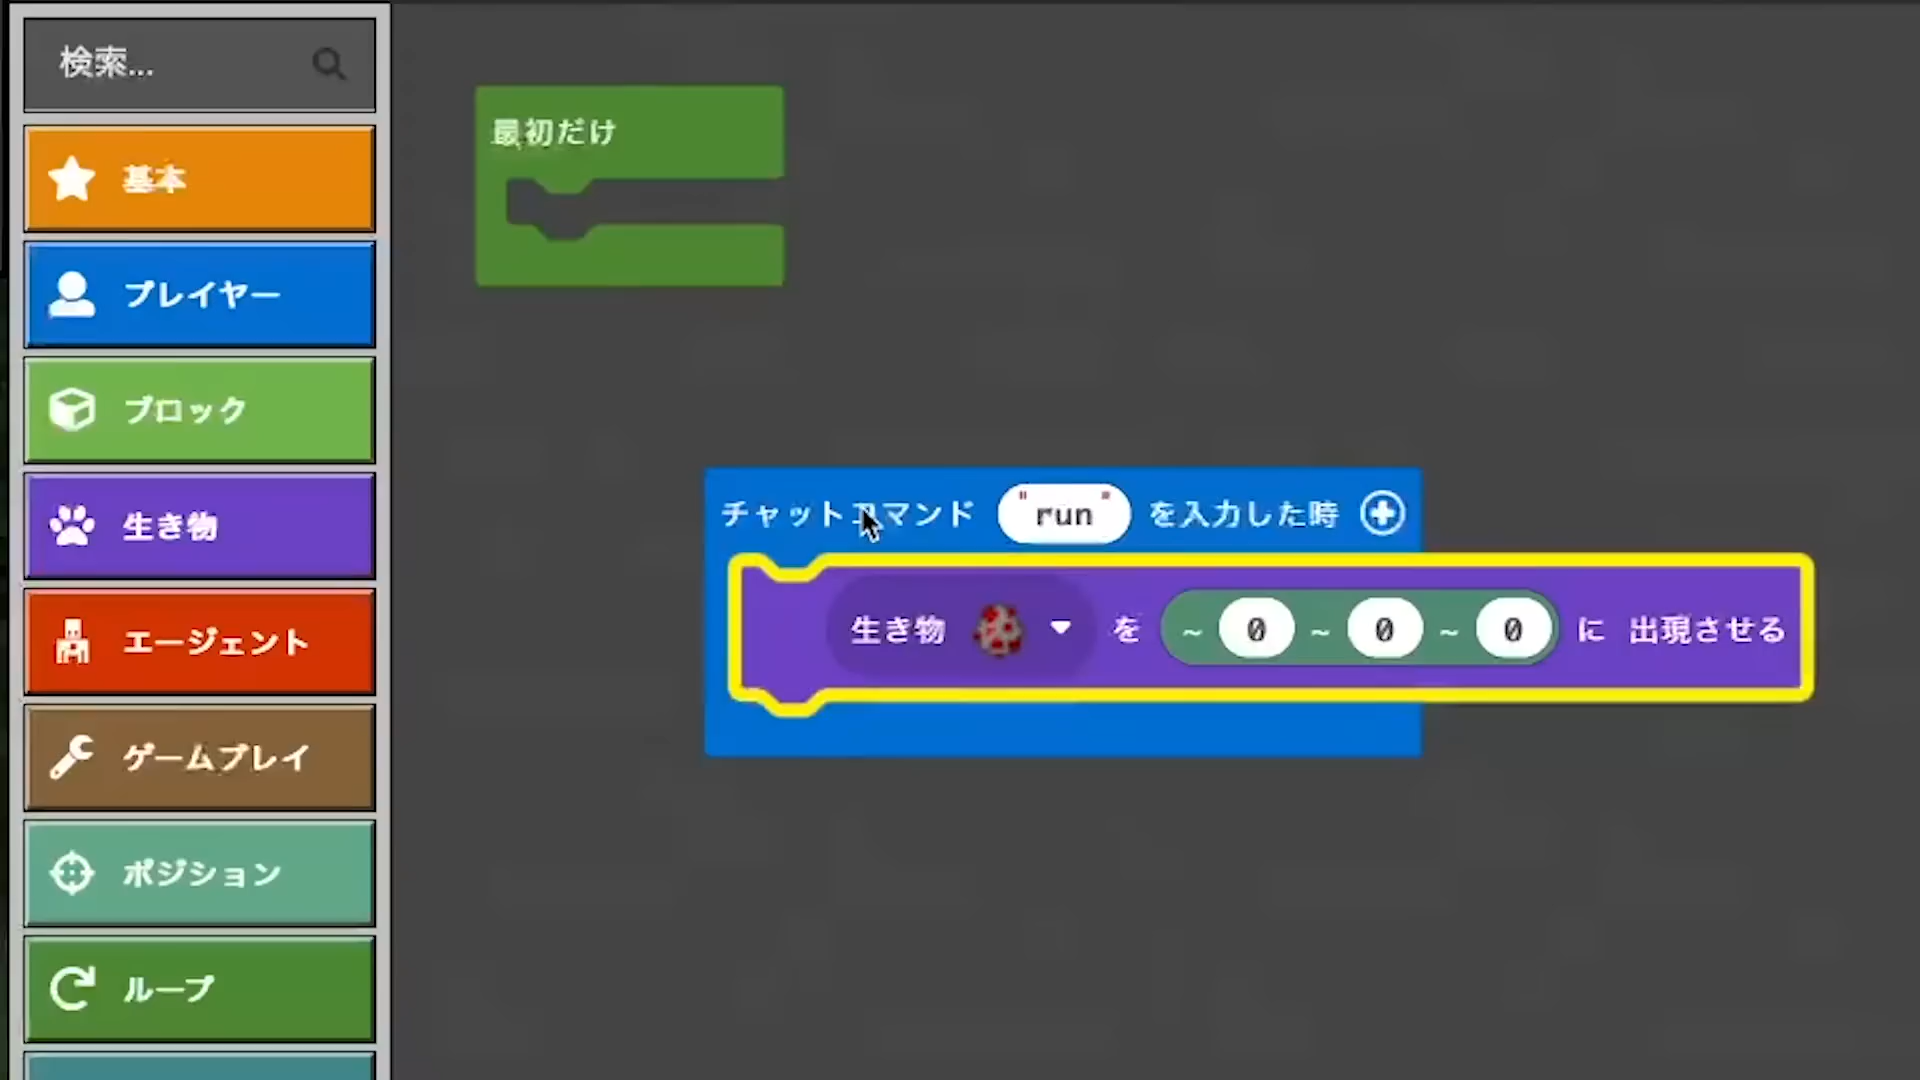 検索...
基本
プレイヤー
ブロック
生き物
エージェント
ゲームプレイ
ポジション
ループ
最初だけ
チャットコマンド "run" を入力した時
生き物 を ~ 0 ~ 0 ~ 0 に 出現させる